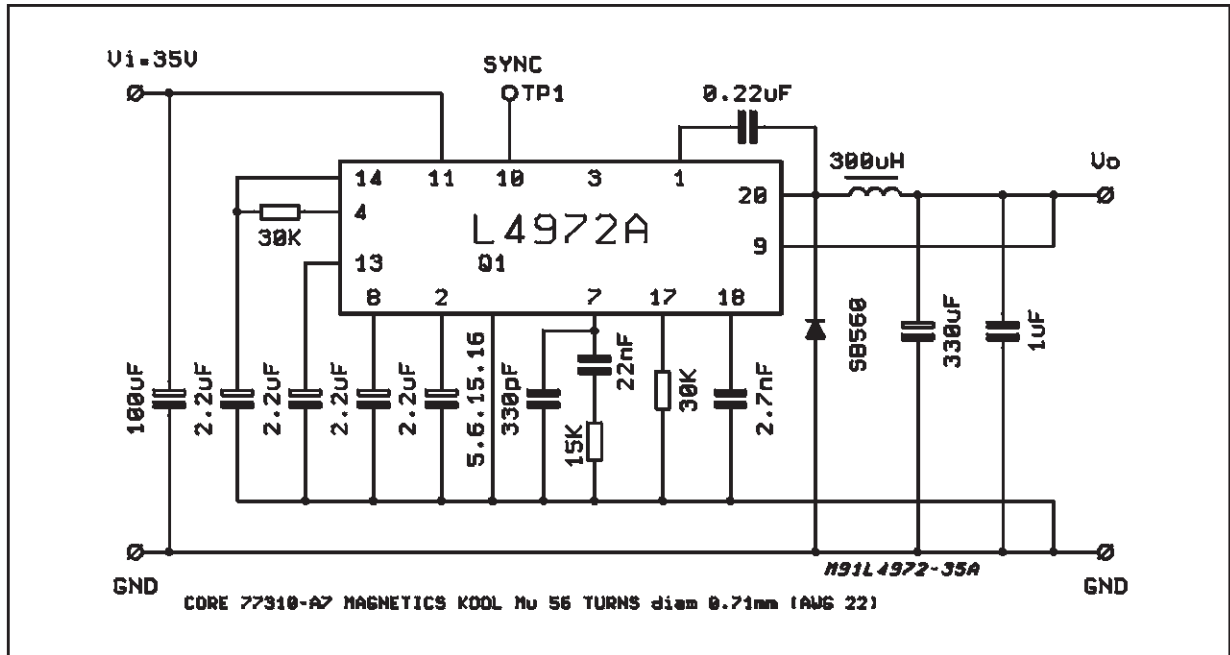 Vi=35V
SYNC
TP1
0.22uF
300uH
Vo
14
11
10
3
1
20
4
30K
L4972A
9
13
Q1
8
2
7
17
18
100uF
2.2uF
2.2uF
2.2uF
2.2uF
5.6.15.16
330pF
22nF
15K
30K
2.7nF
SB560
330uF
1uF
M91L4972-35A
GND
GND
CORE 77310-A7 MAGNETICS KOOL Mu 56 TURNS diam 0.71mm (AWG 22)